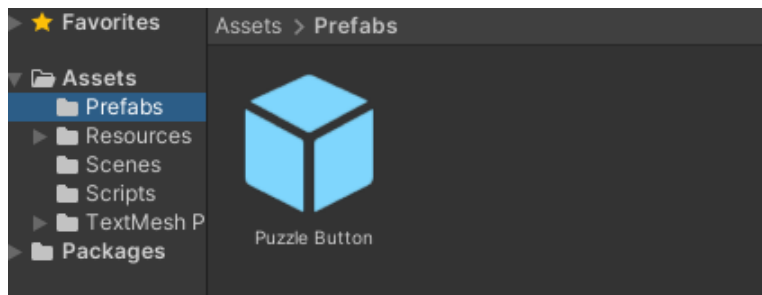 Favorites
Assets
Prefabs
Resources
Scenes
Scripts
TextMesh P
Packages
Assets > Prefabs
Puzzle Button